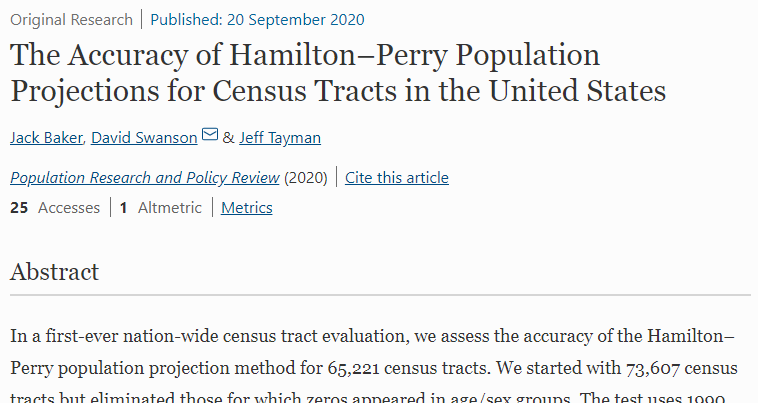 Original Research | Published: 20 September 2020
The Accuracy of Hamilton–Perry Population
Projections for Census Tracts in the United States
Jack Baker, David Swanson & Jeff Tayman
Population Research and Policy Review (2020) | Cite this article
25 Accesses | 1 Altmetric | Metrics
Abstract
In a first-ever nation-wide census tract evaluation, we assess the accuracy of the Hamilton–
Perry population projection method for 65,221 census tracts. We started with 73,607 census
tracts but eliminated those for which zeros appeared in age/sex groups. The test uses 1990